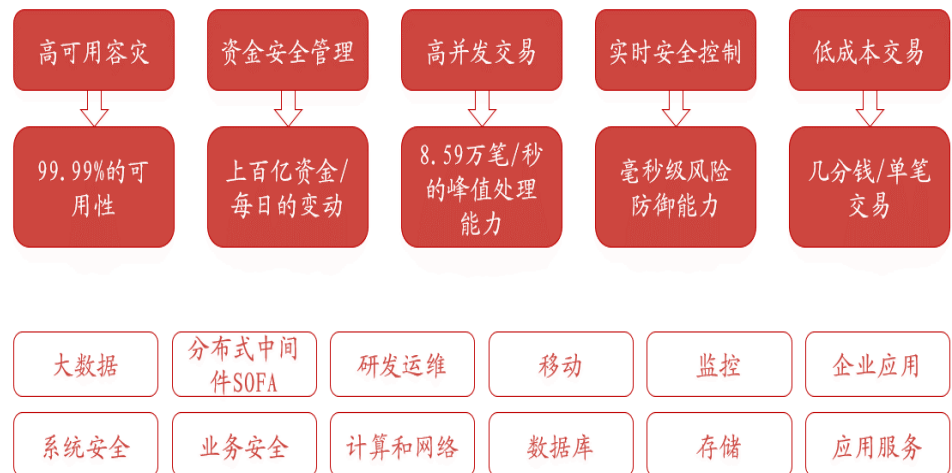 高可用容灾
资金安全管理
高并发交易
实时安全控制
低成本交易
99.99%的可
用性
上百亿资金/
每日的变动
8.59万笔/秒
的峰值处理
能力
毫秒级风险
防御能力
几分钱/单笔
交易
大数据
分布式中间
件SOFA
研发运维
移动
监控
企业应用
系统安全
业务安全
计算和网络
数据库
存储
应用服务